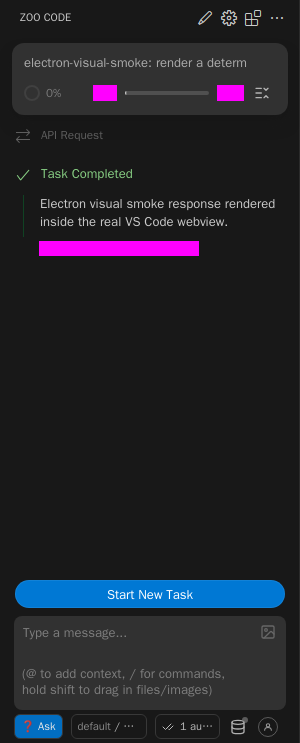 ZOO CODE
electron-visual-smoke: render a determ
0%
API Request
Task Completed
Electron visual smoke response rendered
inside the real VS Code webview.
Start New Task
Type a message...
(@ to add context, / for commands,
hold shift to drag in files/images)
❓ Ask
default / ···
1 au···